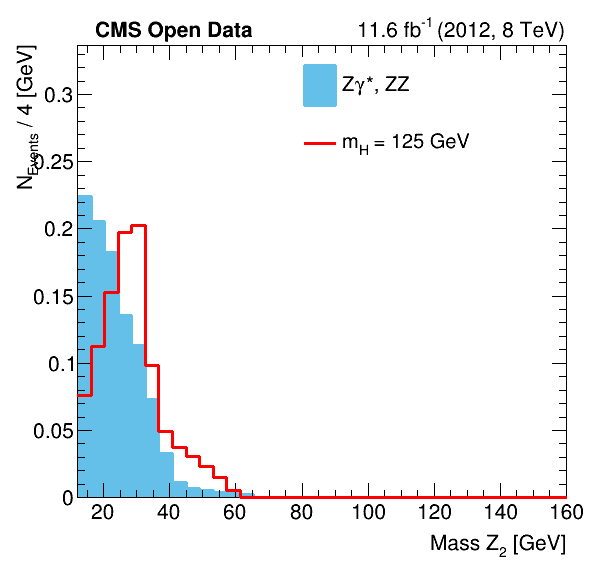 CMS Open Data 11.6 fb⁻¹ (2012, 8 TeV)
N_Events / 4 [GeV]
Zγ*, ZZ
m_H = 125 GeV
0.3
0.25
0.2
0.15
0.1
0.05
0
20 40 60 80 100 120 140 160
Mass Z₂ [GeV]